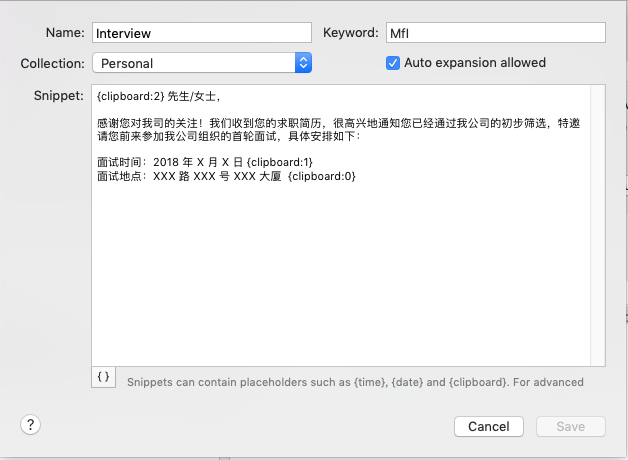 Name: Interview Keyword: Mfl
Collection: Personal Auto expansion allowed
Snippet: {clipboard:2} 先生/女士，
感谢您对我司的关注！我们收到您的求职简历，很高兴地通知您已经通过我公司的初步筛选，特邀
请您前来参加我公司组织的首轮面试，具体安排如下：
面试时间：2018 年 X 月 X 日 {clipboard:1}
面试地点：XXX 路 XXX 号 XXX 大厦 {clipboard:0}
{ } Snippets can contain placeholders such as {time}, {date} and {clipboard}. For advanced
? Cancel Save